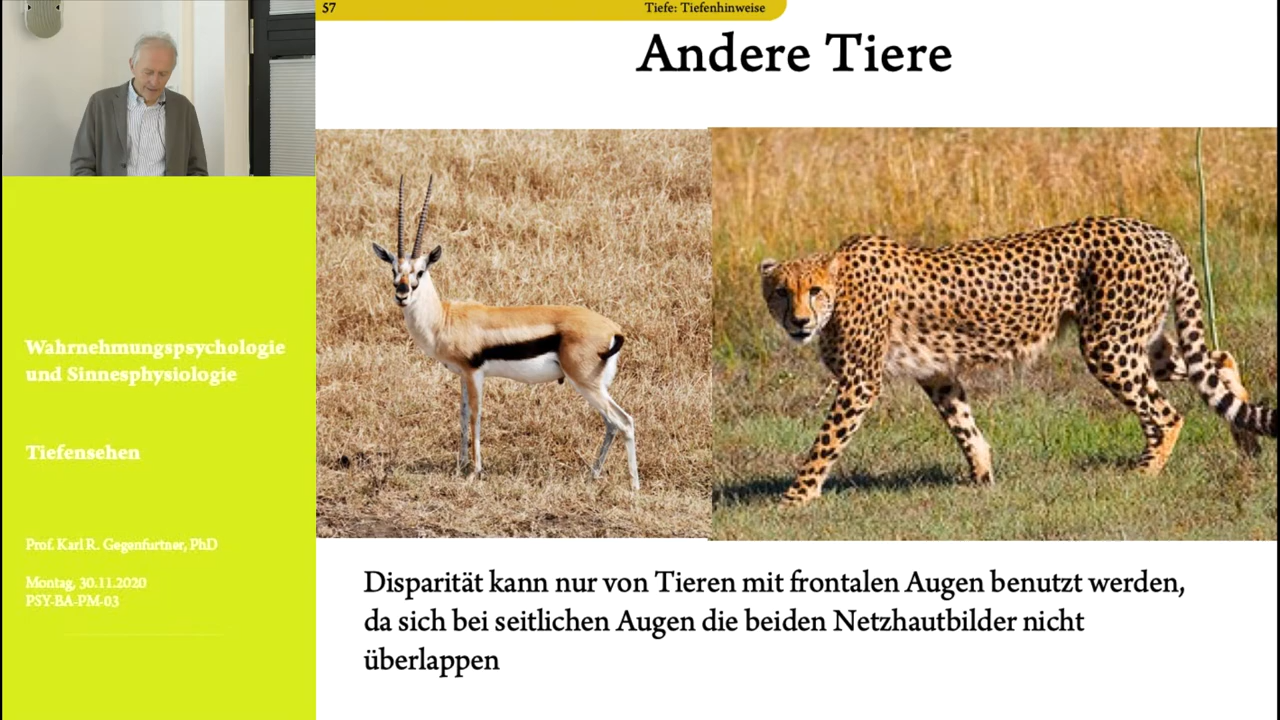 57
Tiefe: Tiefenhinweise
Andere Tiere
Wahrnehmungspsychologie
und Sinnesphysiologie
Tiefensehen
Prof. Karl R. Gegenfurtner, PhD
Montag, 30.11.2020
PSY-BA-PM-03
Disparität kann nur von Tieren mit frontalen Augen benutzt werden,
da sich bei seitlichen Augen die beiden Netzhautbilder nicht
überlappen